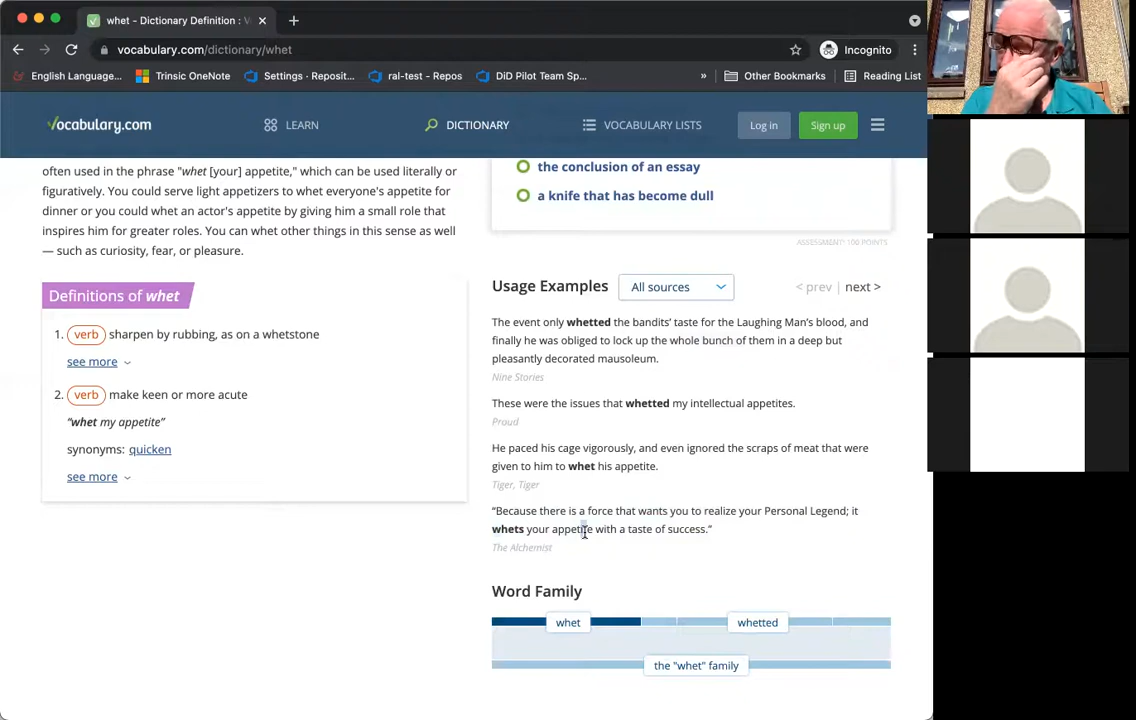 whet - Dictionary Definition : V
vocabulary.com/dictionary/whet
Incognito
English Language...
Trinsic OneNote
Settings · Reposit...
ral-test - Repos
DiD Pilot Team Sp...
»
Other Bookmarks
Reading List
Vocabulary.com
LEARN
DICTIONARY
VOCABULARY LISTS
Log in
Sign up
often used in the phrase "whet [your] appetite," which can be used literally or
figuratively. You could serve light appetizers to whet everyone's appetite for
dinner or you could whet an actor's appetite by giving him a small role that
inspires him for greater roles. You can whet other things in this sense as well
— such as curiosity, fear, or pleasure.
Definitions of whet
1. verb sharpen by rubbing, as on a whetstone
see more
2. verb make keen or more acute
“whet my appetite”
synonyms: quicken
see more
the conclusion of an essay
a knife that has become dull
ASSESSMENT: 100 POINTS
Usage Examples
All sources
< prev | next >
The event only whetted the bandits’ taste for the Laughing Man’s blood, and
finally he was obliged to lock up the whole bunch of them in a deep but
pleasantly decorated mausoleum.
Nine Stories
These were the issues that whetted my intellectual appetites.
Proud
He paced his cage vigorously, and even ignored the scraps of meat that were
given to him to whet his appetite.
Tiger, Tiger
“Because there is a force that wants you to realize your Personal Legend; it
whets your appetite with a taste of success.”
The Alchemist
Word Family
whet
whetted
the "whet" family